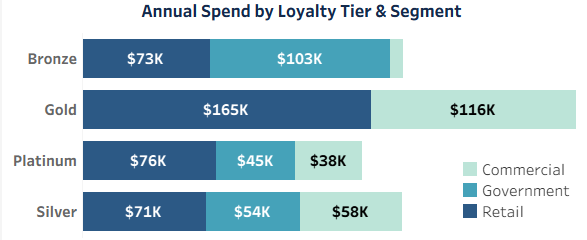 Annual Spend by Loyalty Tier & Segment
Bronze $73K $103K
Gold $165K $116K
Platinum $76K $45K $38K
Silver $71K $54K $58K
Commercial
Government
Retail